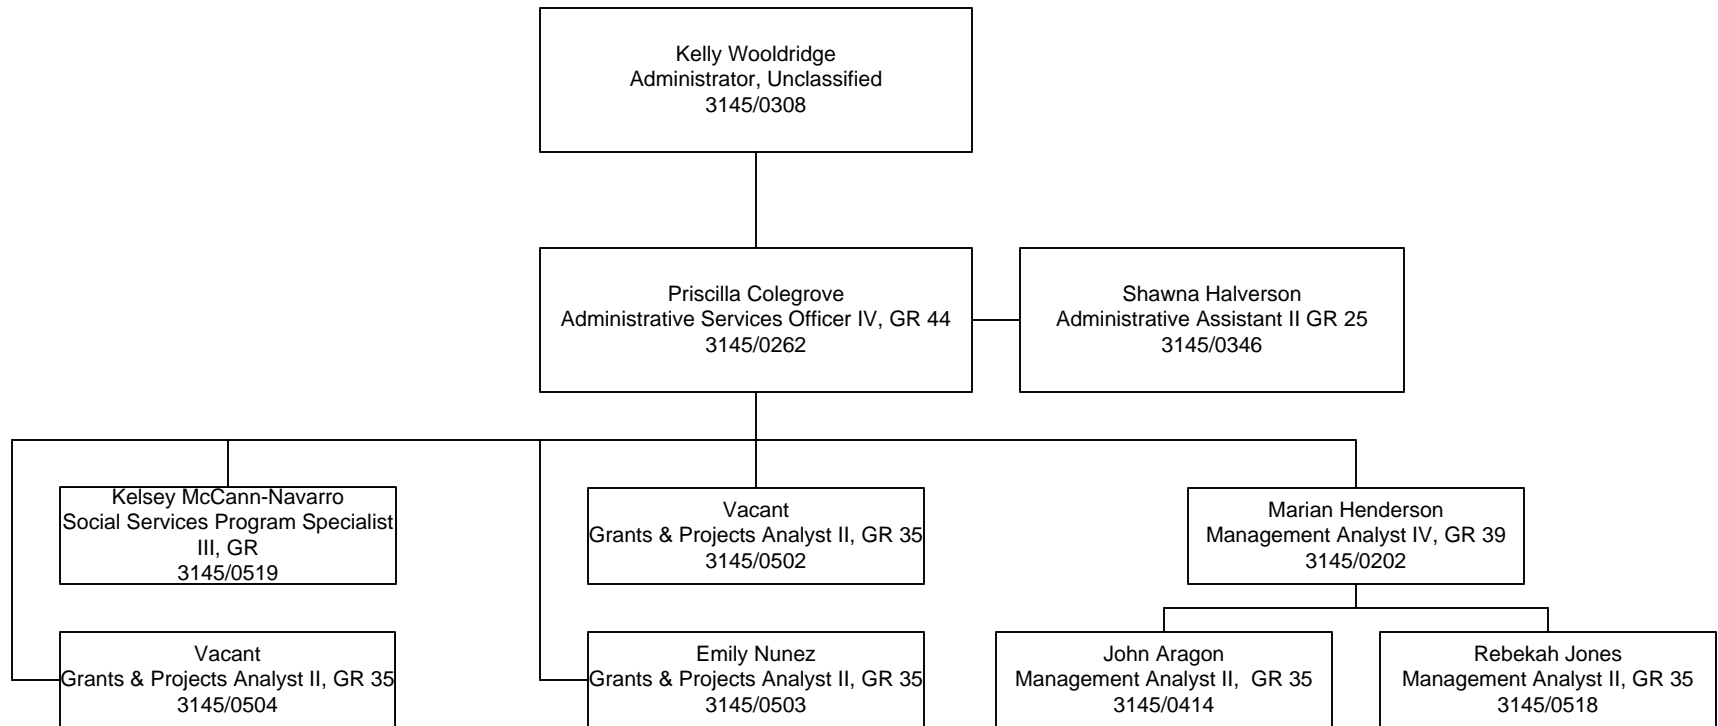 Kelly Wooldridge
Administrator, Unclassified
3145/0308
Priscilla Colegrove
Administrative Services Officer IV, GR 44
3145/0262
Shawna Halverson
Administrative Assistant II GR 25
3145/0346
Kelsey McCann-Navarro
Social Services Program Specialist
III, GR
3145/0519
Vacant
Grants & Projects Analyst II, GR 35
3145/0502
Marian Henderson
Management Analyst IV, GR 39
3145/0202
Vacant
Grants & Projects Analyst II, GR 35
3145/0504
Emily Nunez
Grants & Projects Analyst II, GR 35
3145/0503
John Aragon
Management Analyst II,  GR 35
3145/0414
Rebekah Jones
Management Analyst II, GR 35
3145/0518